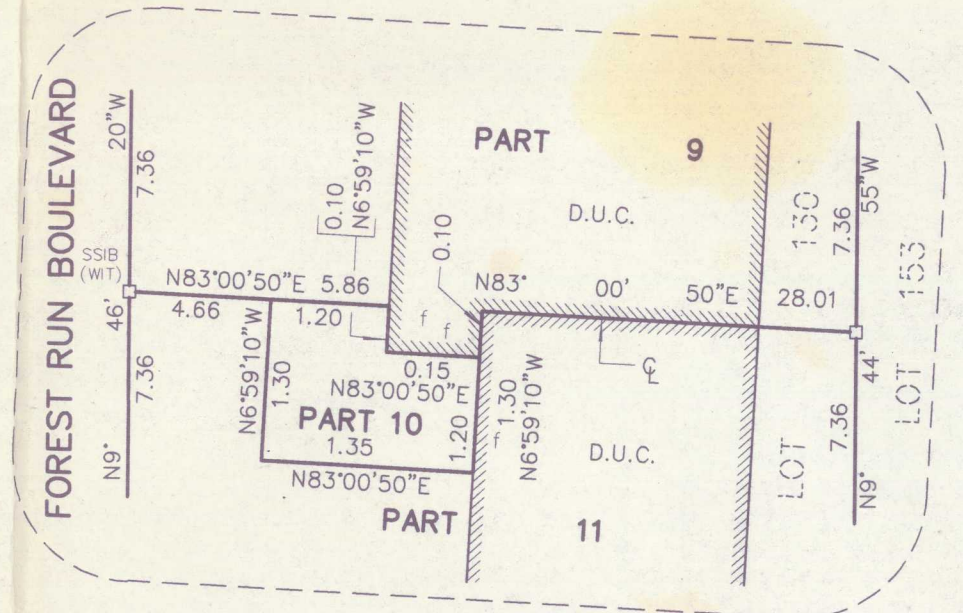 FOREST RUN BOULEVARD
N9° 46' 20"W
7.36
7.36
SSIB
(WIT)
N83°00'50"E 5.86
4.66
1.20
0.10
N6°59'10"W
PART 9
D.U.C.
0.10
N83° 00' 50"E
28.01
f f
0.15
N83°00'50"E
N6°59'10"W
1.30
PART 10
1.35
N83°00'50"E
1.20
f
1.30
N6°59'10"W
℄
D.U.C.
PART 11
LOT 130
7.36
7.36
N9° 44' 55"W
LOT 153